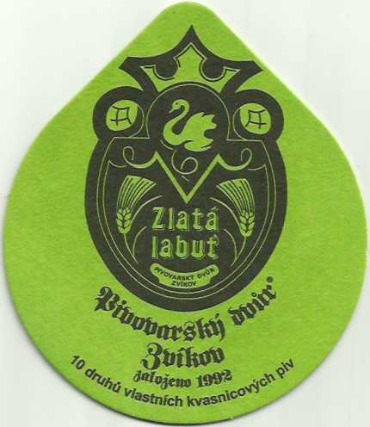 Zlatá
labuť
PIVOVARSKÝ DVŮR
ZVÍKOV
Pivovarský dvůr®
Zvíkov
založeno 1992
10 druhů vlastních kvasnicových piv